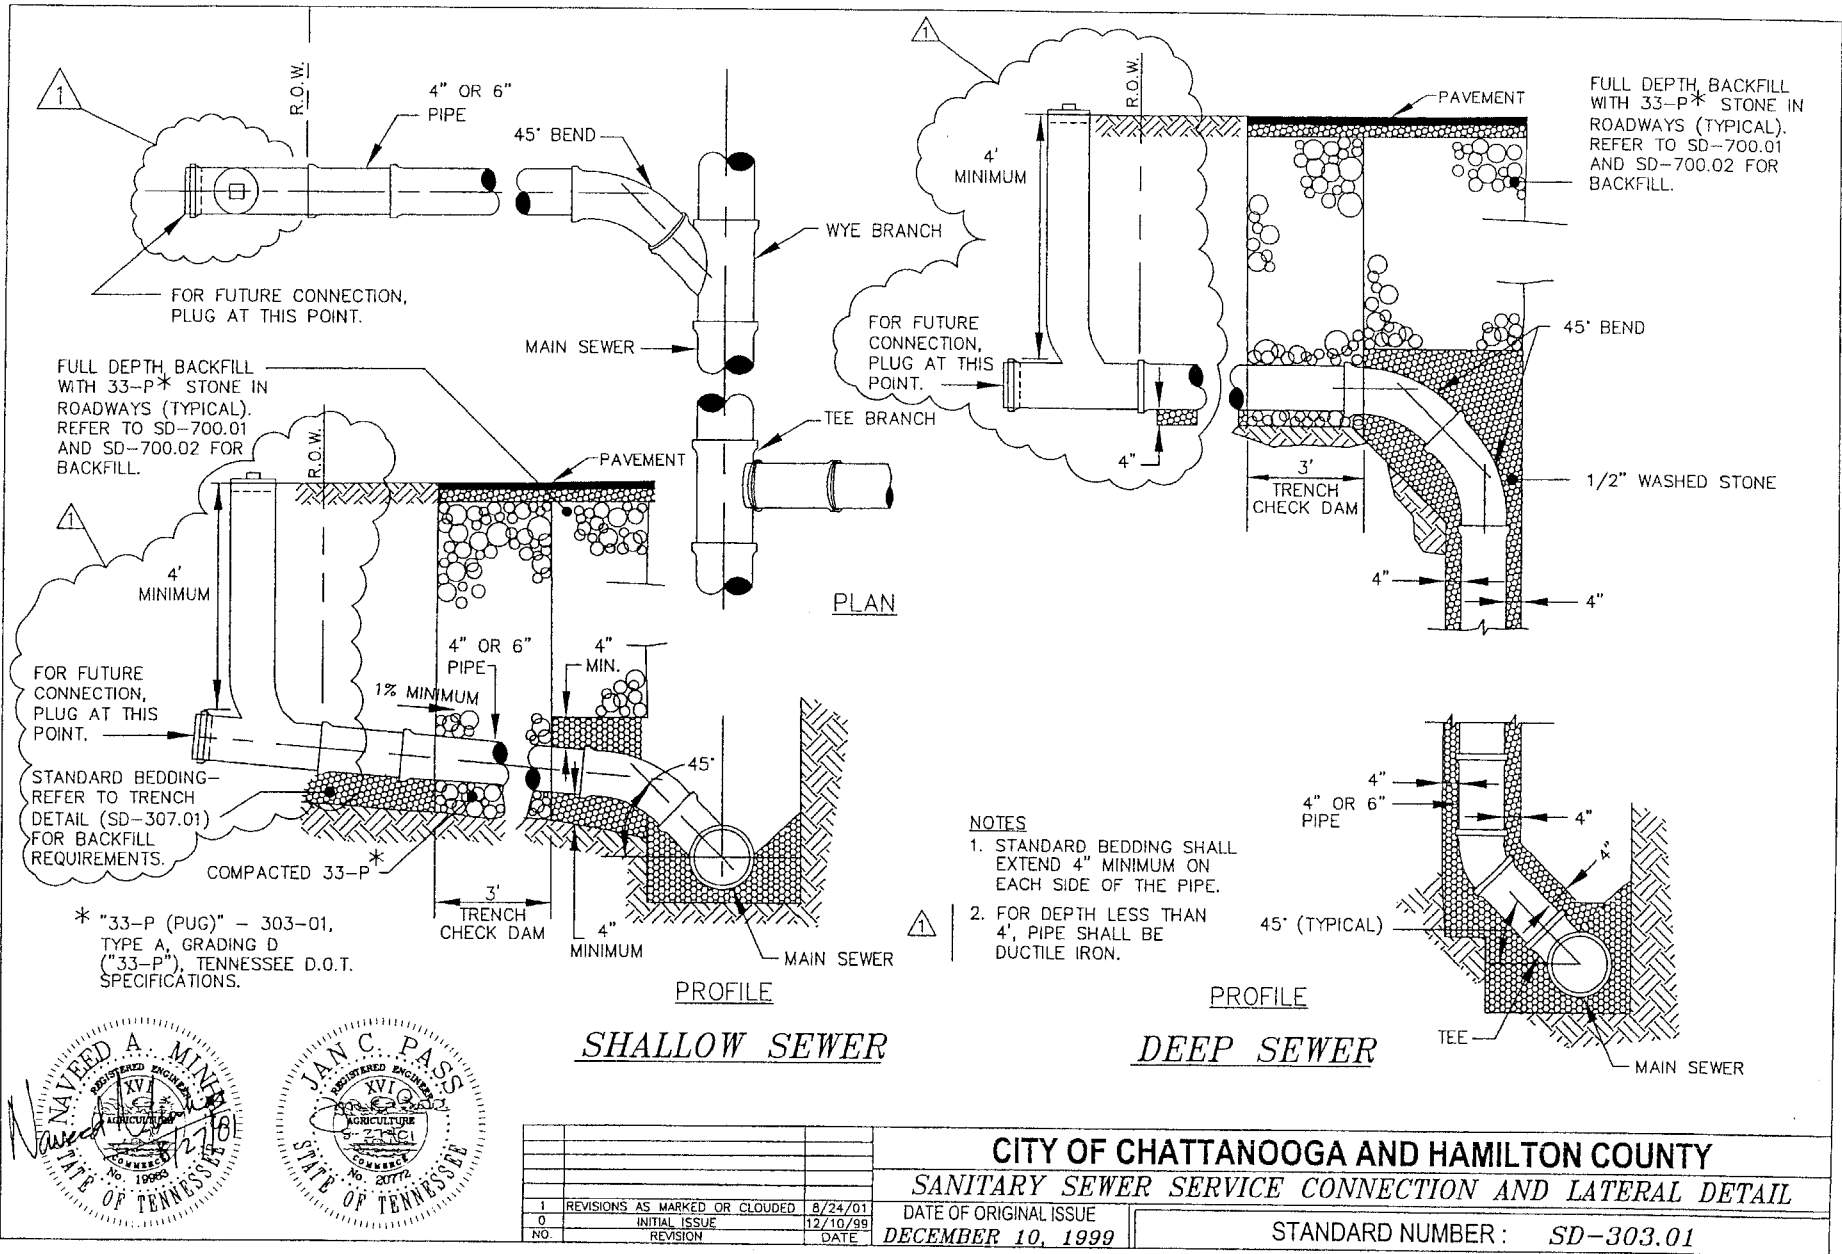 1
R.O.W.
4" OR 6"
PIPE
45° BEND
WYE BRANCH
FOR FUTURE CONNECTION,
PLUG AT THIS POINT.
MAIN SEWER
TEE BRANCH
PLAN
FULL DEPTH BACKFILL
WITH 33-P* STONE IN
ROADWAYS (TYPICAL).
REFER TO SD-700.01
AND SD-700.02 FOR
BACKFILL.
R.O.W.
PAVEMENT
1
4'
MINIMUM
4" OR 6"
PIPE
4"
MIN.
1% MINIMUM
FOR FUTURE
CONNECTION,
PLUG AT THIS
POINT.
45°
STANDARD BEDDING-
REFER TO TRENCH
DETAIL (SD-307.01)
FOR BACKFILL
REQUIREMENTS.
COMPACTED 33-P*
3'
TRENCH
CHECK DAM
4"
MINIMUM
MAIN SEWER
* "33-P (PUG)" - 303-01,
TYPE A, GRADING D
("33-P"), TENNESSEE D.O.T.
SPECIFICATIONS.
PROFILE
SHALLOW SEWER
1
R.O.W.
PAVEMENT
FULL DEPTH BACKFILL
WITH 33-P* STONE IN
ROADWAYS (TYPICAL).
REFER TO SD-700.01
AND SD-700.02 FOR
BACKFILL.
4'
MINIMUM
FOR FUTURE
CONNECTION,
PLUG AT THIS
POINT.
45° BEND
4"
3'
TRENCH
CHECK DAM
1/2" WASHED STONE
4"
4"
4"
4" OR 6"
PIPE
4"
4"
45° (TYPICAL)
TEE
MAIN SEWER
NOTES
1. STANDARD BEDDING SHALL
EXTEND 4" MINIMUM ON
EACH SIDE OF THE PIPE.
1
2. FOR DEPTH LESS THAN
4', PIPE SHALL BE
DUCTILE IRON.
PROFILE
DEEP SEWER
NAVEED A. MINH
REGISTERED ENGINEER
XVI
AGRICULTURE
COMMERCE
No. 19983
STATE OF TENNESSEE
8/27/01
JAN C. PASS
REGISTERED ENGINEER
XVI
AGRICULTURE
COMMERCE
No. 20772
STATE OF TENNESSEE
1 REVISIONS AS MARKED OR CLOUDED 8/24/01
0 INITIAL ISSUE 12/10/99
NO. REVISION DATE
CITY OF CHATTANOOGA AND HAMILTON COUNTY
SANITARY SEWER SERVICE CONNECTION AND LATERAL DETAIL
DATE OF ORIGINAL ISSUE
DECEMBER 10, 1999
STANDARD NUMBER: SD-303.01